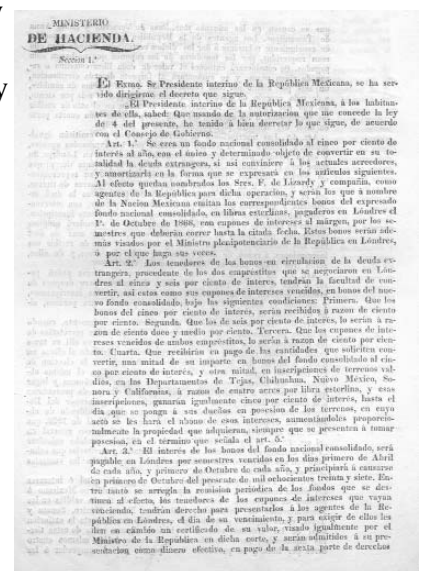 y
y
MINISTERIO
DE HACIENDA.
Seccion 1.ª
El Exmo. Sr Presidente interino de la República Mexicana, se ha ser-
vido dirigirme el decreto que sigue.
„El Presidente interino de la República Mexicana, á los habitan-
tes de ella, sabed: Que usando de la autorizacion que me concede la ley
de 4 del presente, he tenido á bien decretar lo que sigue, de acuerdo
con el Consejo de Gobierno.
Art. 1.º Se crea un fondo nacional consolidado al cinco por ciento de
interés al año, con el único y determinado objeto de convertir en su to-
talidad la deuda extrangera, si así conviniere á los actuales acreedores,
y amortizarla en la forma que se expresará en los artículos siguientes.
Al efecto quedan nombrados los Sres. F. de Lizardy y compañia, como
agentes de la República para dicha operacion, y serán los que á nombre
de la Nacion Mexicana emitan los correspondientes bonos del expresado
fondo nacional consolidado, en libras esterlinas, pagaderos en Lóndres el
1º. de Octubre de 1866, con cupones de intereses al márgen, por los se-
mestres que deberán correr hasta la citada fecha. Estos bonos serán ade-
más visados por el Ministro plenipotenciario de la República en Lóndres,
ó por el que haga sus veces.
Art. 2.º Los tenedores de los bonos en circulacion de la deuda ex-
trangera, procedente de los dos empréstitos que se negociaron en Lón-
dres al cinco y seis por ciento de interes, tendrán la facultad de con-
vertir, así estos como sus cupones de intereses vencidos, en bonos del nue-
vo fondo consolidado, bajo las siguientes condiciones: Primera. Que los
bonos del cinco por ciento de interés, serán recibidos á razon de ciento
por ciento. Segunda. Que los de seis por ciento de interés, lo serán á ra-
zon de ciento doce y medio por ciento. Tercera. Que los cupones de inte-
reses vencidos de ambos empréstitos, lo serán á razon de ciento por cien-
to. Cuarta. Que recibirán en pago de las cantidades que soliciten con-
vertir, una mitad de su importe en bonos del fondo consolidado al cin-
co por ciento de interés, y otra mitad, en inscripciones de terrenos val-
dios, en los Departamentos de Tejas, Chihuahua, Nuevo México, So-
nora y Californias, á razon de cuatro acres por libra esterlina, y esas
inscripciones, ganarán igualmente cinco por ciento de interés, hasta el
dia que se ponga á sus dueños en posesion de los terrenos, en cuyo
acto se les hará el abono de esos intereses, aumentándoles proporcio-
nalmente la propiedad que adquieran, siempre que se presenten á tomar
posesion, en el término que señala el art. 5.º
Art. 3.º El interés de los bonos del fondo nacional consolidado, será
pagable en Lóndres por semestres vencidos en los dias primero de Abril
de cada año, y primero de Octubre de cada año, y principiará á causarse
en primero de Octubre del presente de mil ochocientos treinta y siete. En-
tre tanto se arregla la remision periódica de los fondos que se des-
tinen al efecto, los tenedores de los cupones de intereses que vayan
venciendo, tendrán derecho para presentarlos á los agentes de la Re-
pública en Lóndres, el dia de su vencimiento, y para exigir de ellos les
den en cambio un certificado de su valor, visado igualmente por el
Ministro de la República en dicha corte, y serán admitidos á su pre-
sentacion como dinero efectivo, en pago de la sexta parte de derechos